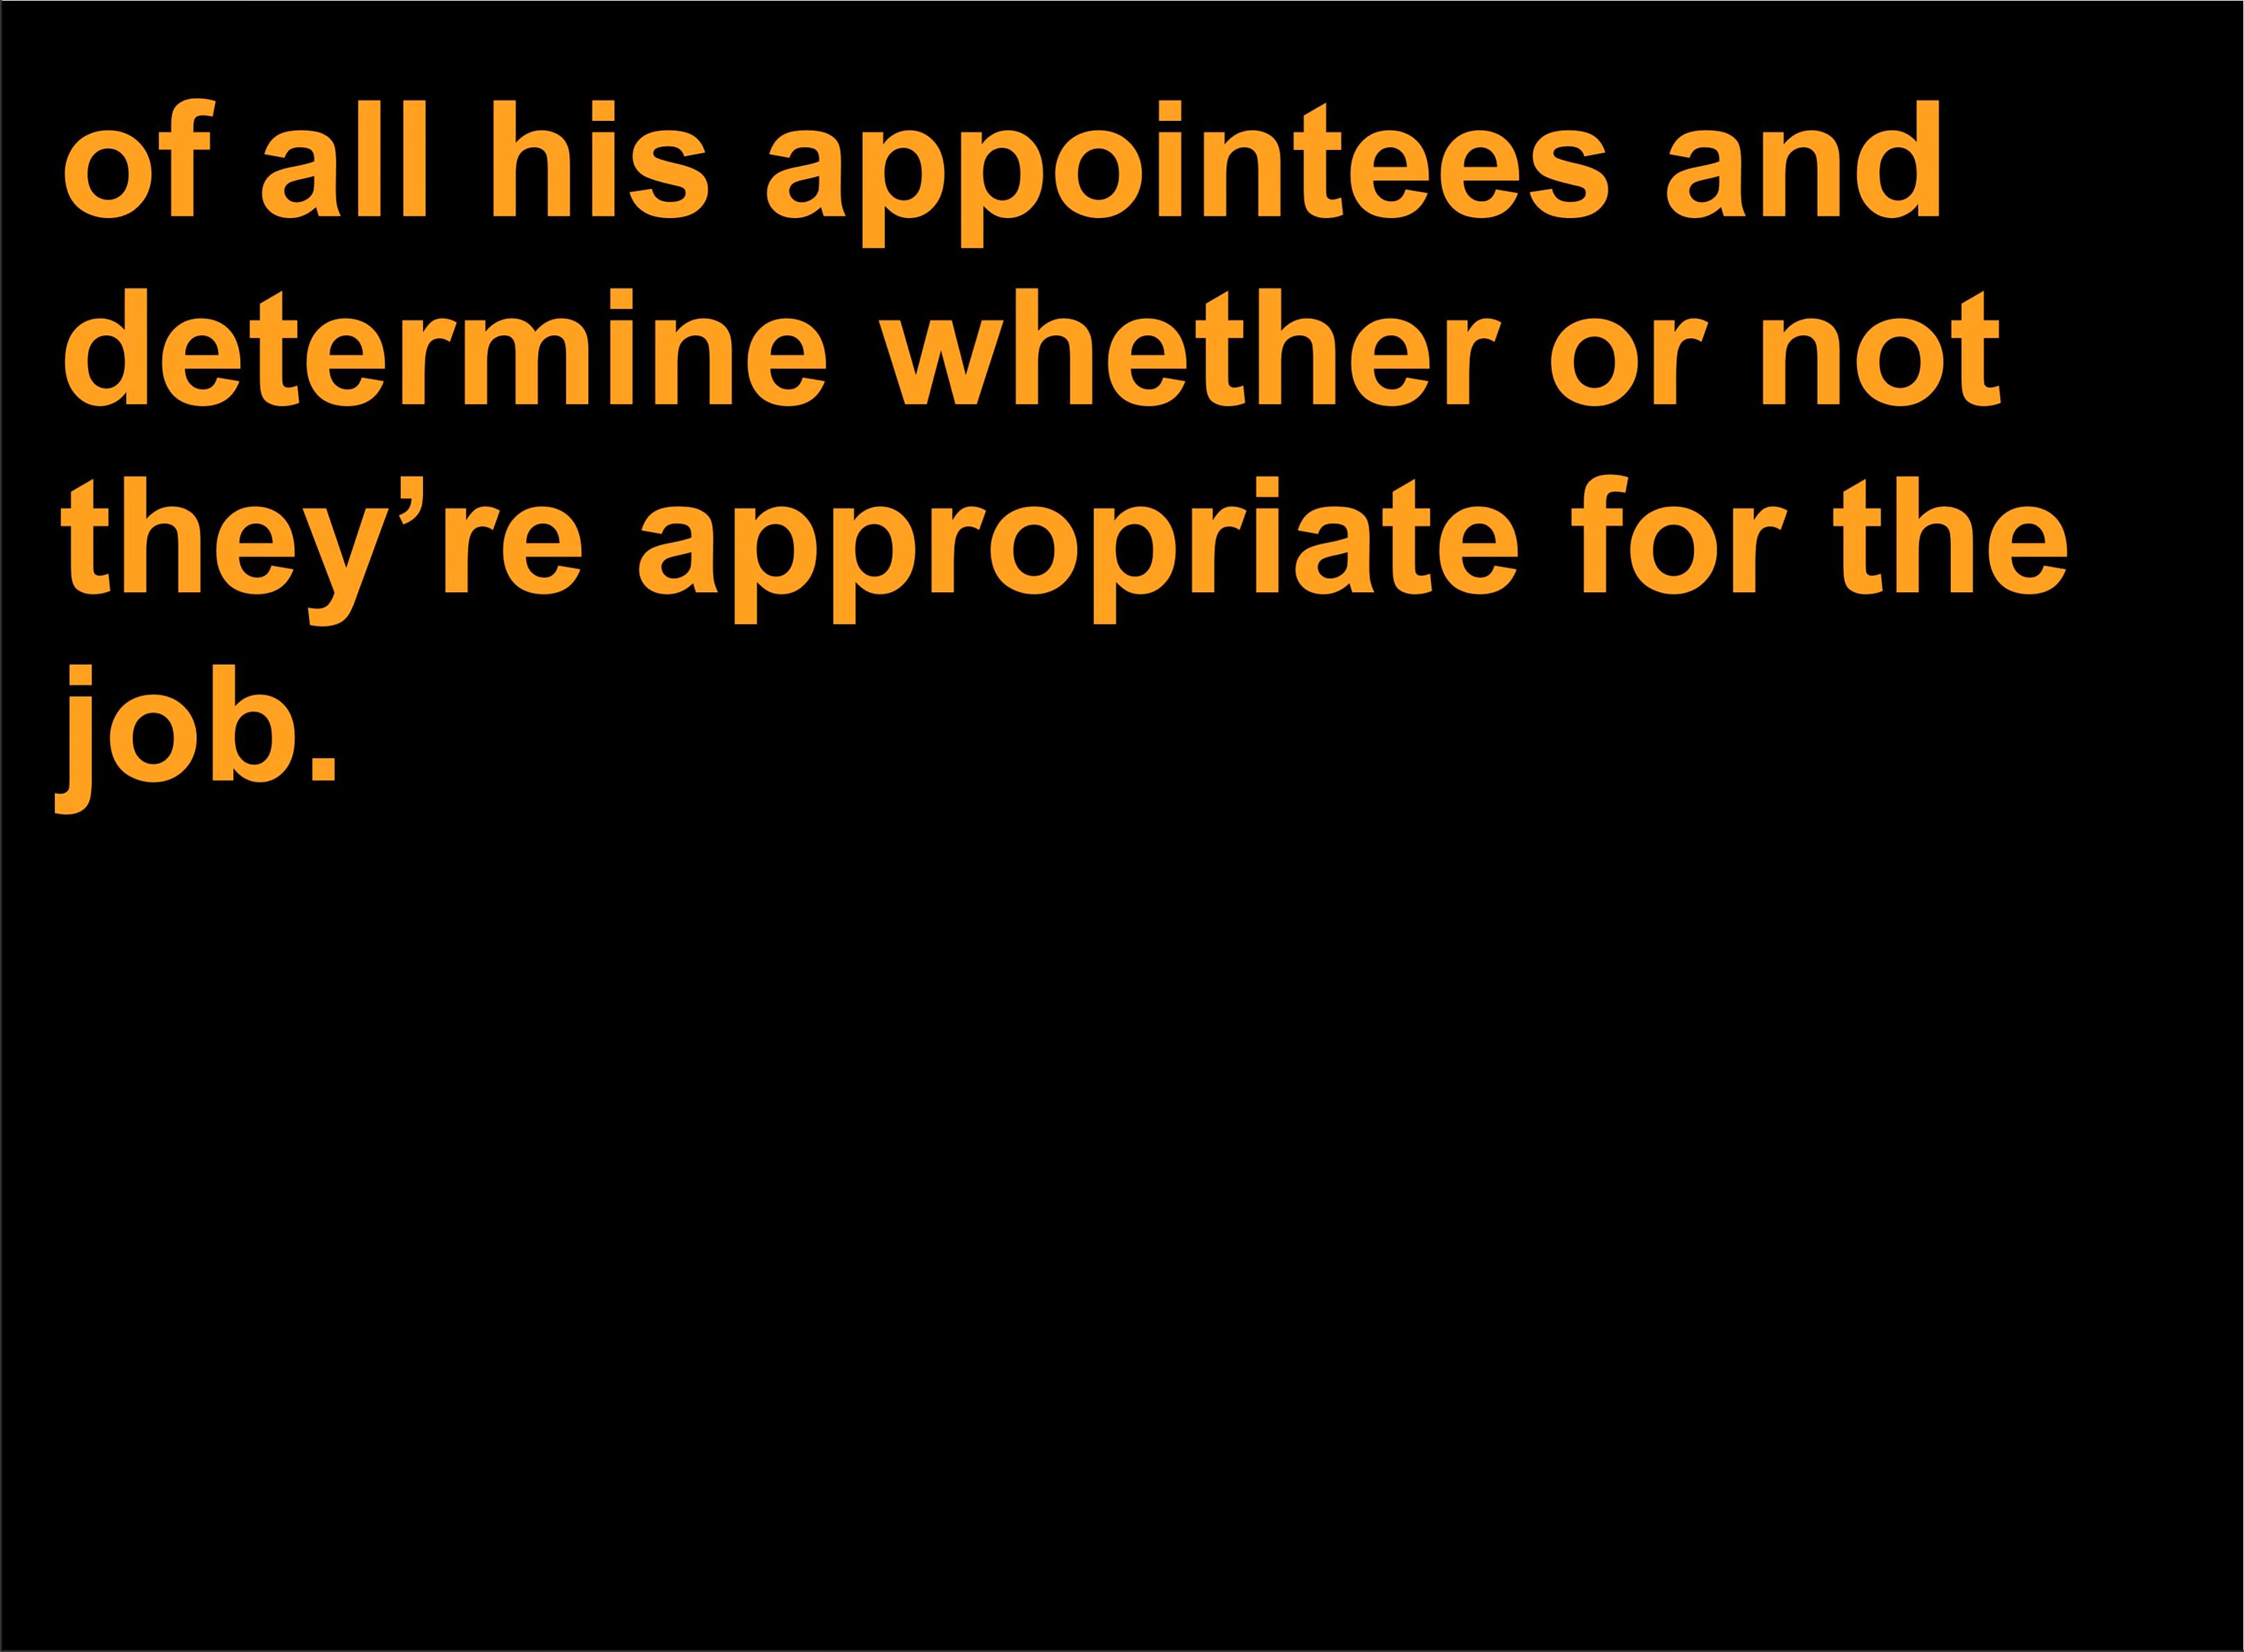 of all his appointees and
determine whether or not
they’re appropriate for the
job.